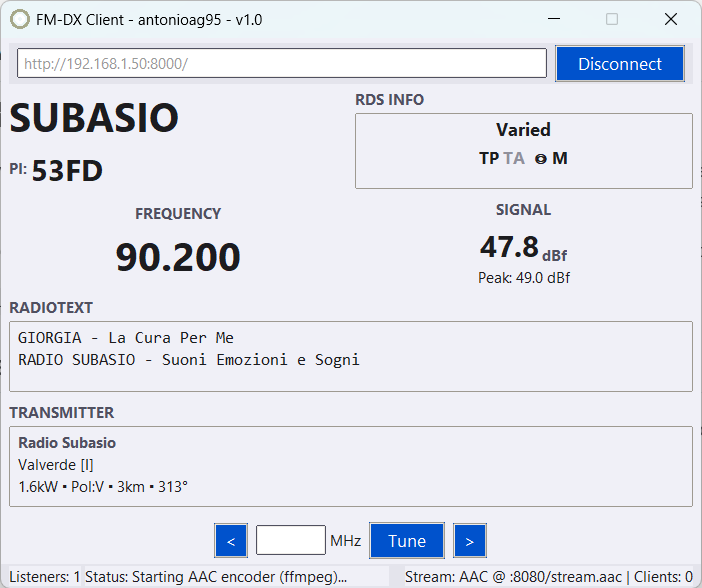 FM-DX Client - antonioag95 - v1.0
http://192.168.1.50:8000/
Disconnect
SUBASIO
PI: 53FD
RDS INFO
Varied
TP TA M
FREQUENCY
90.200
SIGNAL
47.8 dBf
Peak: 49.0 dBf
RADIOTEXT
GIORGIA - La Cura Per Me
RADIO SUBASIO - Suoni Emozioni e Sogni
TRANSMITTER
Radio Subasio
Valverde [I]
1.6kW • Pol:V • 3km • 313°
< MHz Tune >
Listeners: 1 Status: Starting AAC encoder (ffmpeg)... Stream: AAC @ :8080/stream.aac | Clients: 0